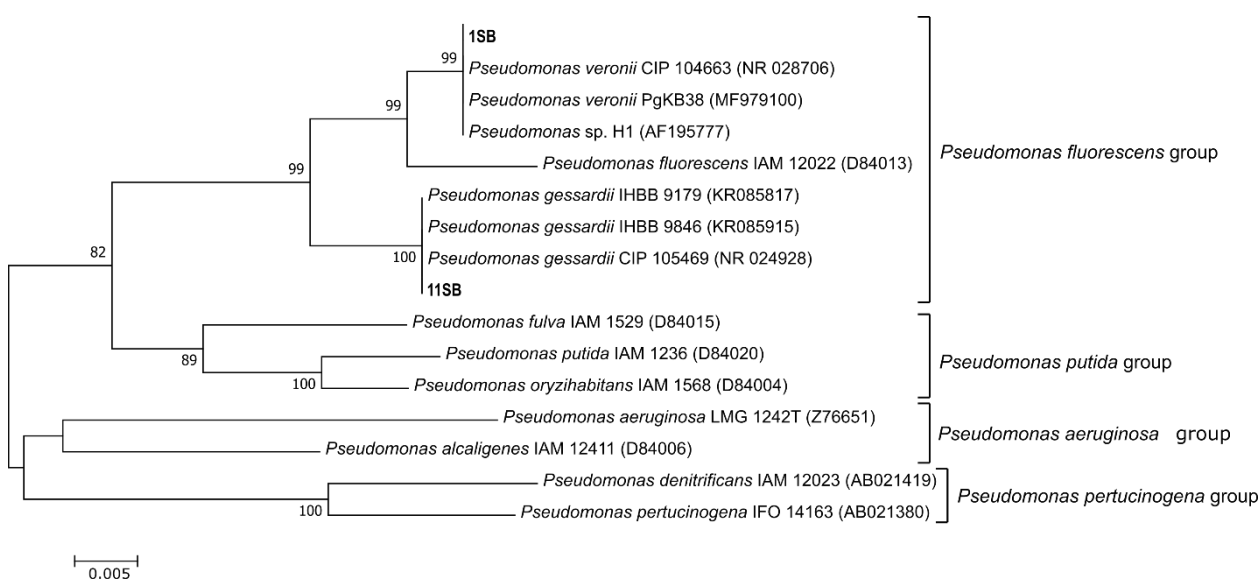 1SB
99
Pseudomonas veronii CIP 104663 (NR 028706)
Pseudomonas veronii PgKB38 (MF979100)
99
Pseudomonas sp. H1 (AF195777)
Pseudomonas fluorescens IAM 12022 (D84013)
Pseudomonas fluorescens group
99
Pseudomonas gessardii IHBB 9179 (KR085817)
Pseudomonas gessardii IHBB 9846 (KR085915)
100
Pseudomonas gessardii CIP 105469 (NR 024928)
82
11SB
Pseudomonas fulva IAM 1529 (D84015)
89
Pseudomonas putida IAM 1236 (D84020)
Pseudomonas putida group
100
Pseudomonas oryzihabitans IAM 1568 (D84004)
Pseudomonas aeruginosa LMG 1242T (Z76651)
Pseudomonas aeruginosa group
Pseudomonas alcaligenes IAM 12411 (D84006)
Pseudomonas denitrificans IAM 12023 (AB021419)
Pseudomonas pertucinogena group
100
Pseudomonas pertucinogena IFO 14163 (AB021380)
0.005